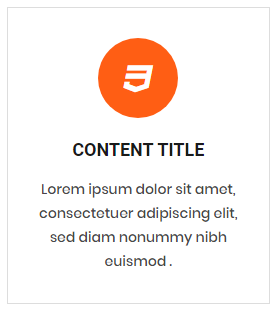 CONTENT TITLE
Lorem ipsum dolor sit amet,
consectetuer adipiscing elit,
sed diam nonummy nibh
euismod .